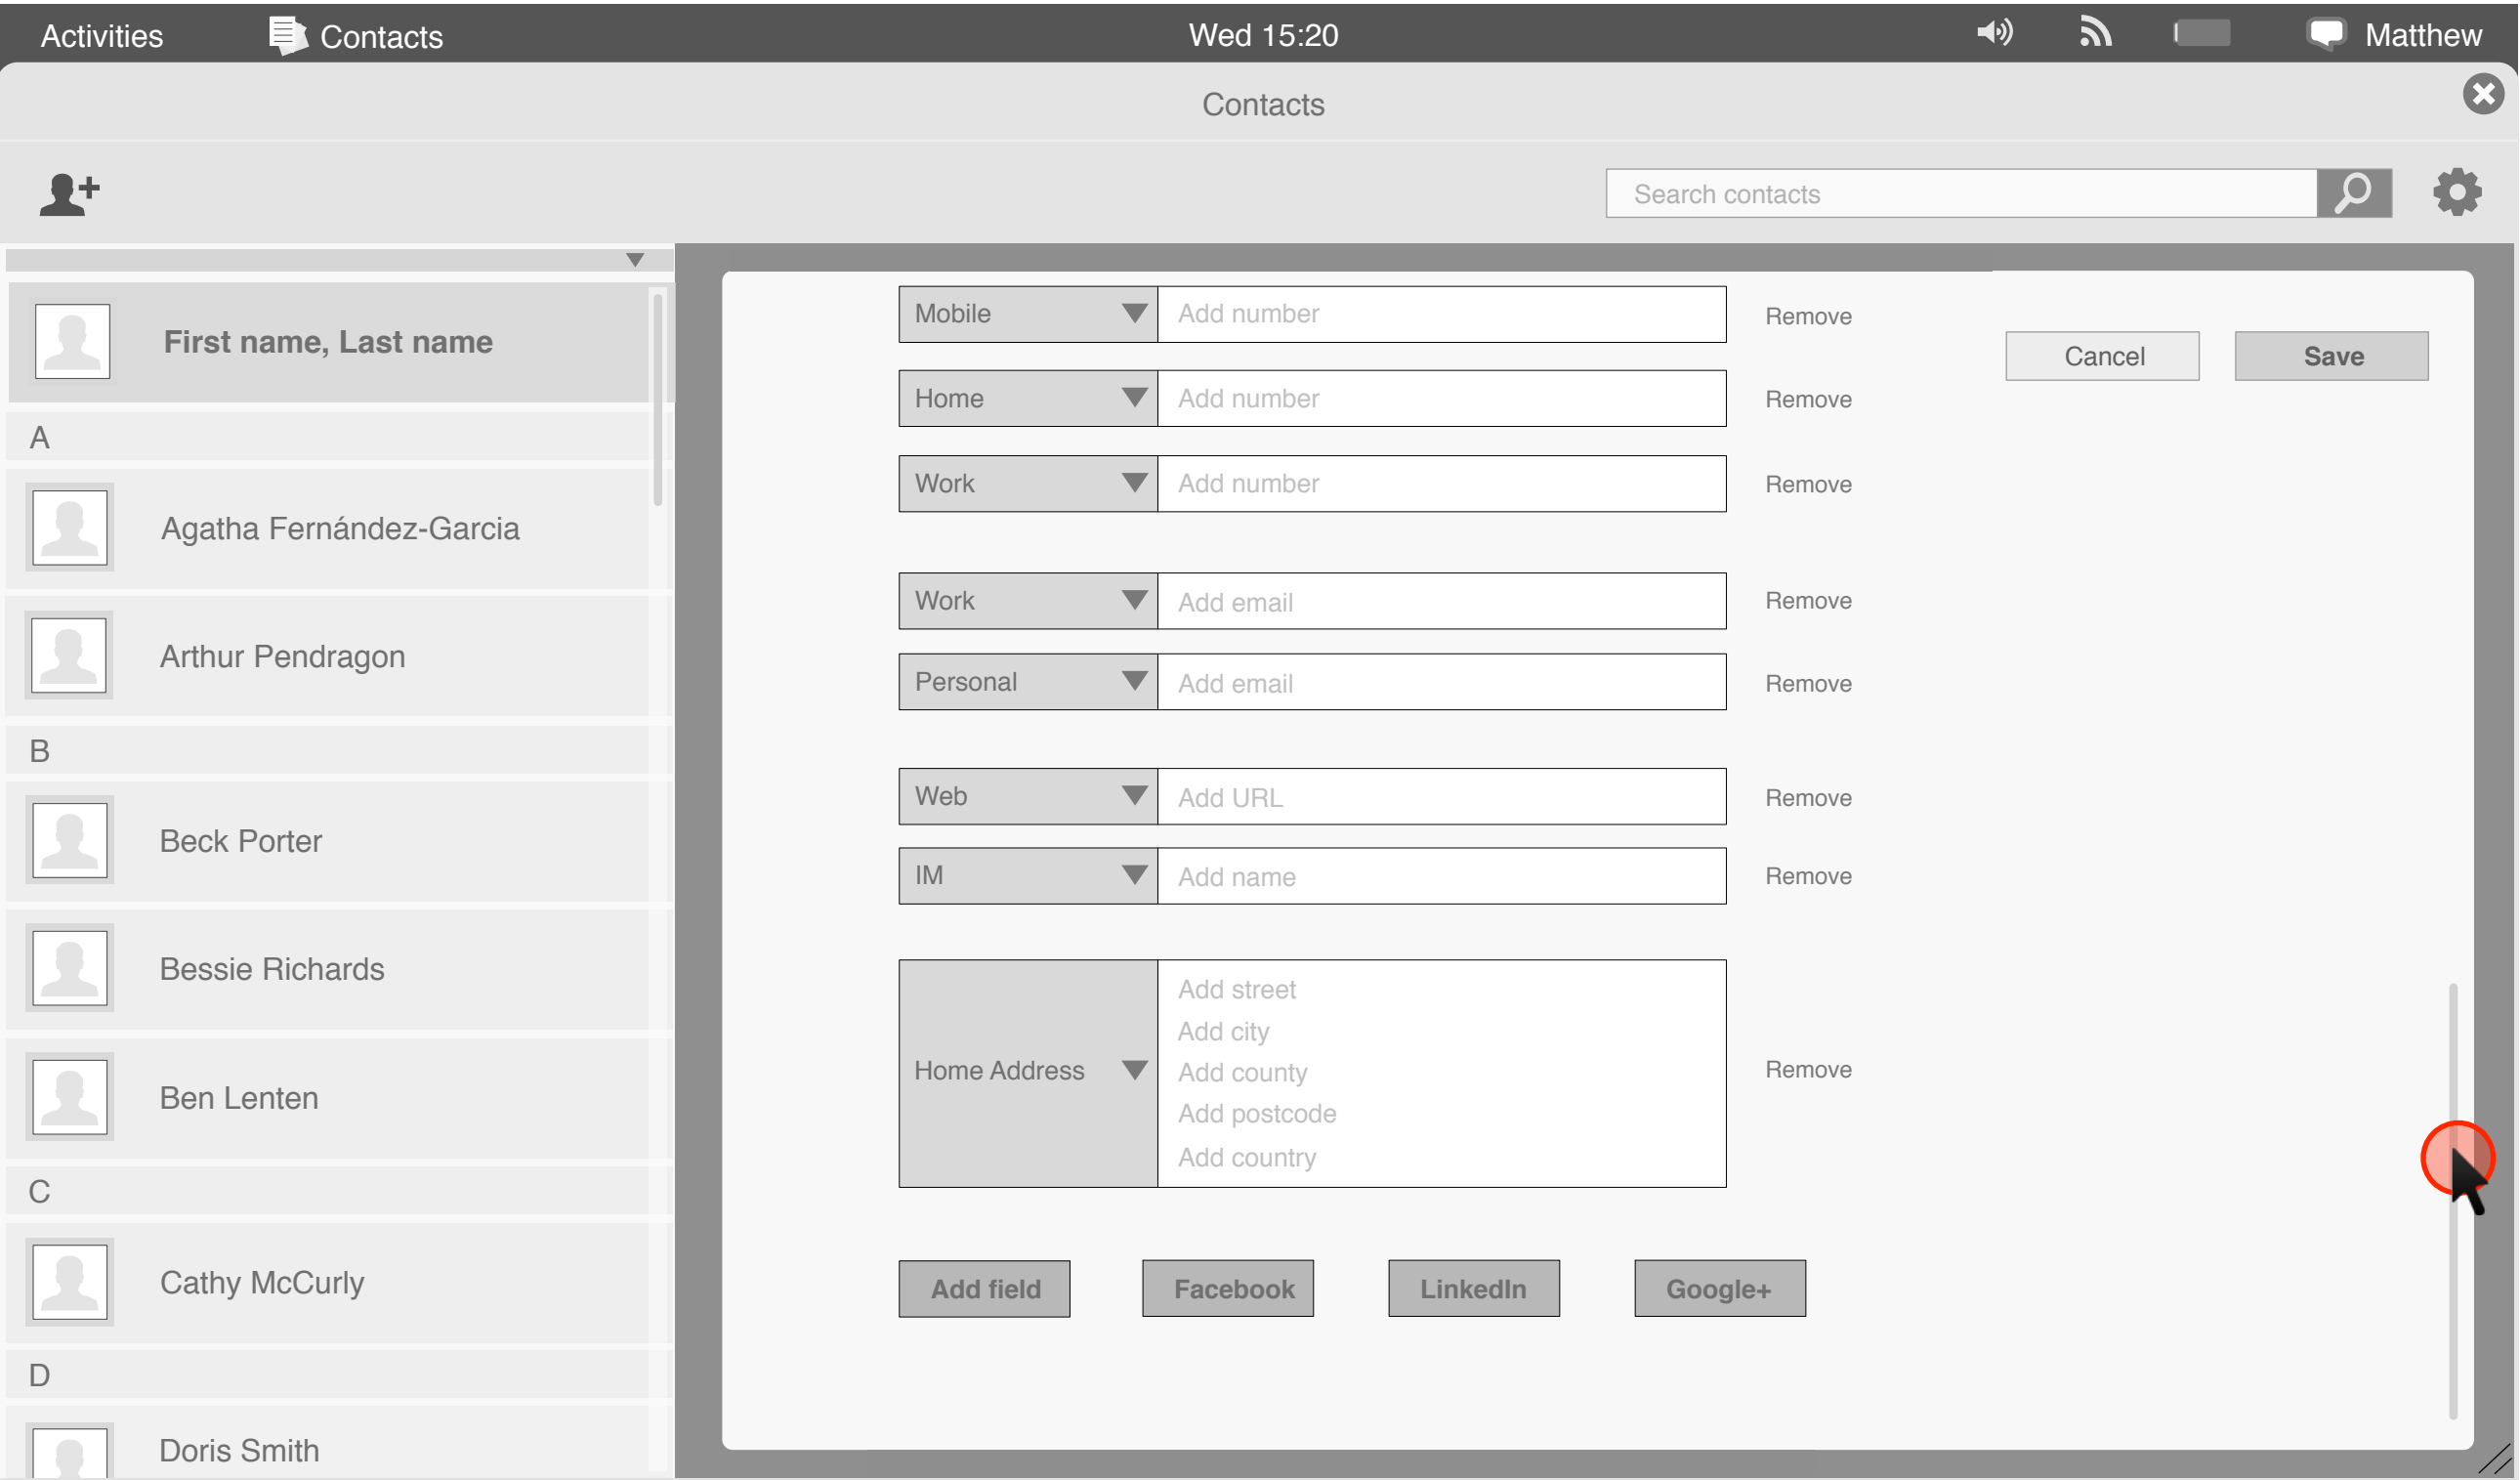 Activities Contacts Wed 15:20 Matthew
Contacts
Search contacts
First name, Last name
A
Agatha Fernández-Garcia
Arthur Pendragon
B
Beck Porter
Bessie Richards
Ben Lenten
C
Cathy McCurly
D
Doris Smith
Mobile Add number Remove
Cancel Save
Home Add number Remove
Work Add number Remove
Work Add email Remove
Personal Add email Remove
Web Add URL Remove
IM Add name Remove
Home Address Remove
Add street
Add city
Add county
Add postcode
Add country
Add field Facebook LinkedIn Google+